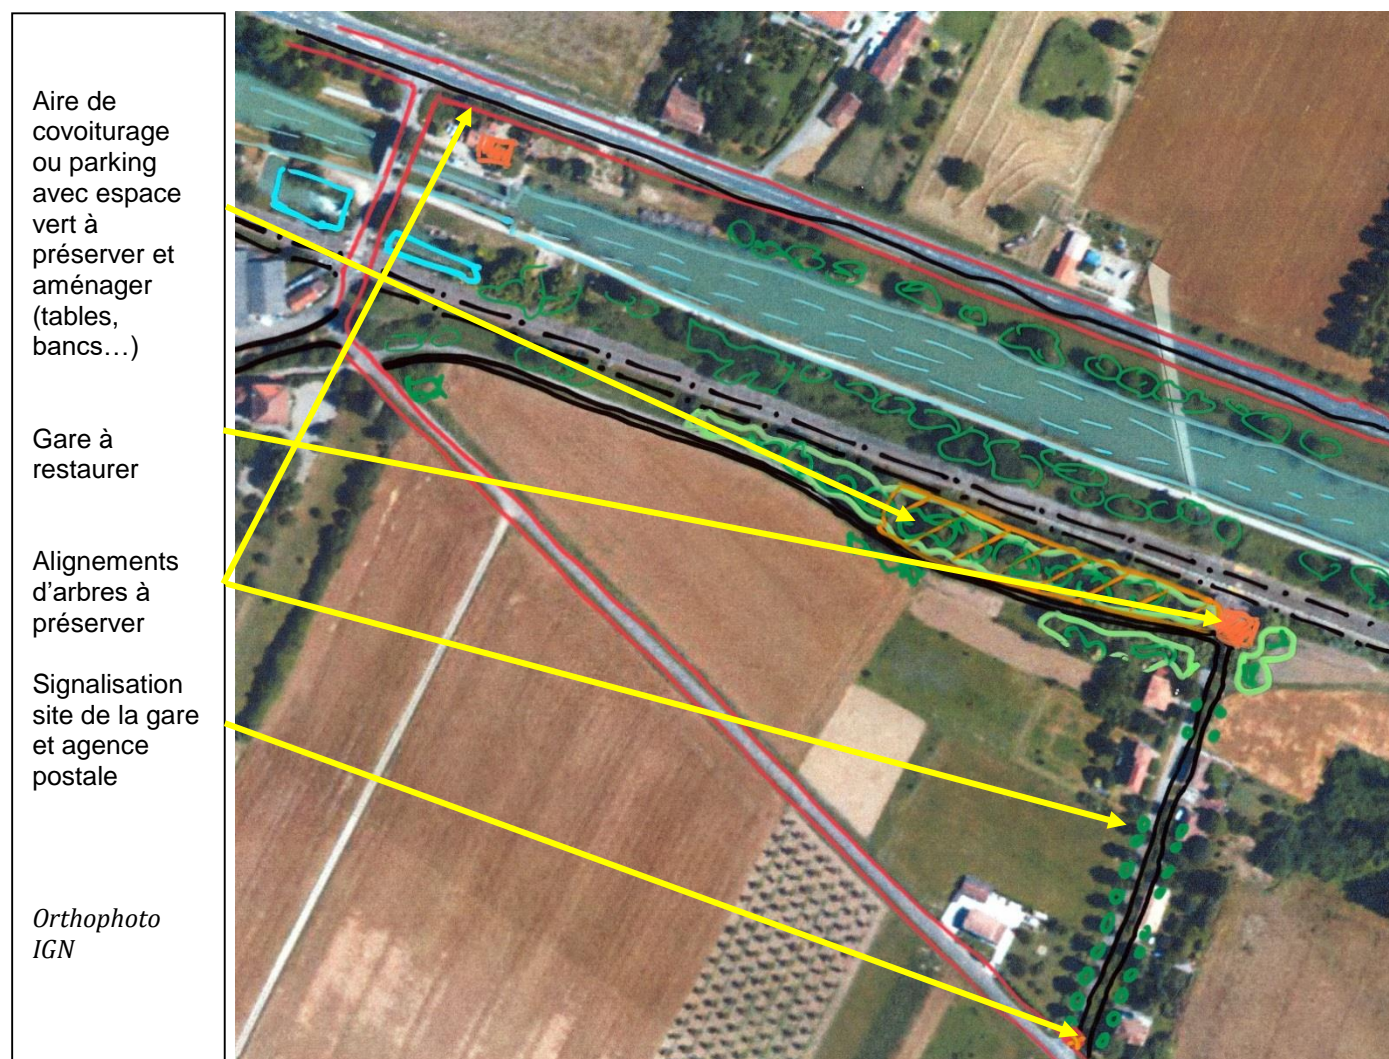 Aire de
covoiturage
ou parking
avec espace
vert à
préserver et
aménager
(tables,
bancs…)
Gare à
restaurer
Alignements
d’arbres à
préserver
Signalisation
site de la gare
et agence
postale
Orthophoto
IGN